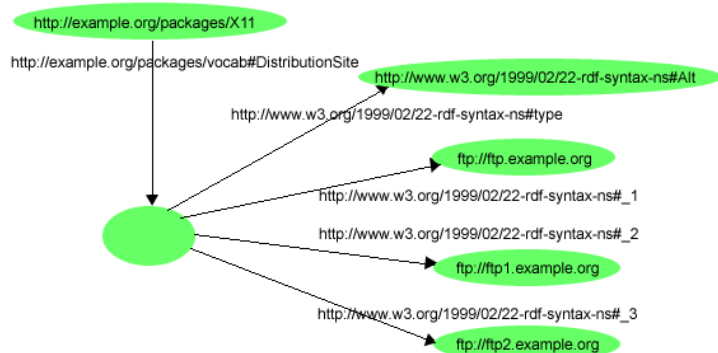 http://example.org/packages/X11
http://example.org/packages/vocab#DistributionSite
http://www.w3.org/1999/02/22-rdf-syntax-ns#Alt
http://www.w3.org/1999/02/22-rdf-syntax-ns#type
ftp://ftp.example.org
http://www.w3.org/1999/02/22-rdf-syntax-ns#_1
http://www.w3.org/1999/02/22-rdf-syntax-ns#_2
ftp://ftp1.example.org
http://www.w3.org/1999/02/22-rdf-syntax-ns#_3
ftp://ftp2.example.org